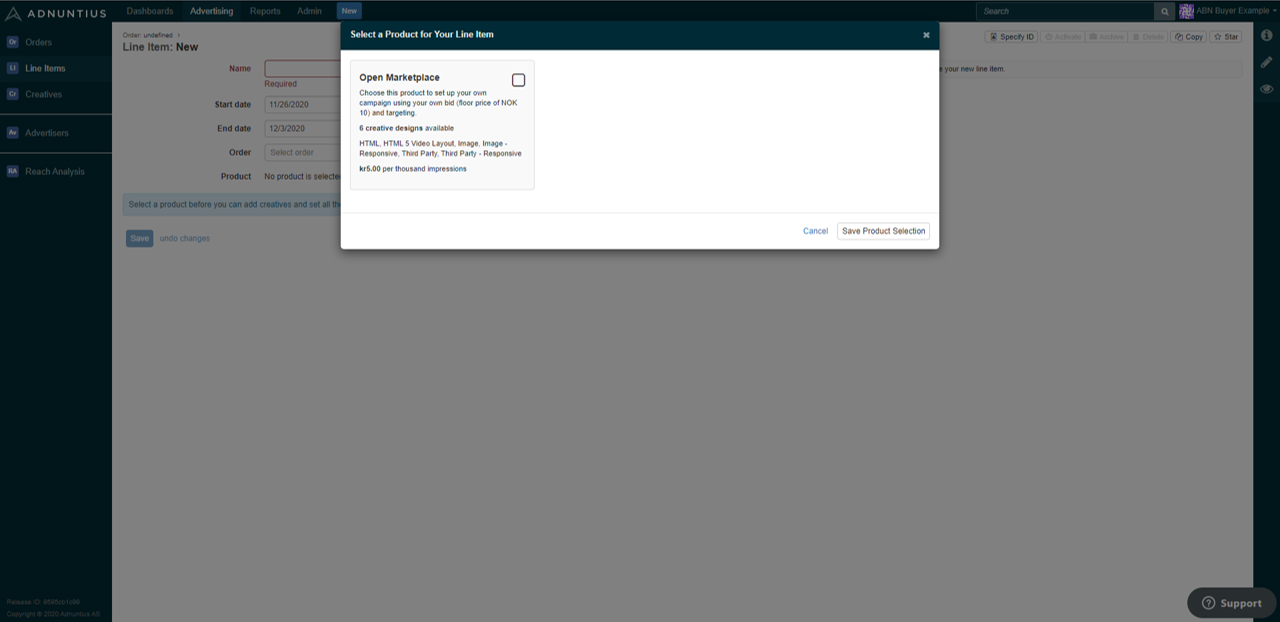 ADNUNTIUS
Dashboards Advertising Reports Admin New
Search
ABN Buyer Example
Or Orders
LI Line Items
Cr Creatives
Av Advertisers
RA Reach Analysis
Order: undefined
Line Item: New
Specify ID Activate Archive Delete Copy Star
Name
Required
e your new line item.
Start date 11/26/2020
End date 12/3/2020
Order Select order
Product No product is selecte
Select a product before you can add creatives and set all th
Save undo changes
Select a Product for Your Line Item
Open Marketplace
Choose this product to set up your own
campaign using your own bid (floor price of NOK
10) and targeting.
6 creative designs available
HTML, HTML 5 Video Layout, Image, Image -
Responsive, Third Party, Third Party - Responsive
kr5.00 per thousand impressions
Cancel Save Product Selection
Release ID:
Copyright © 2020 Adnuntius AS
Support